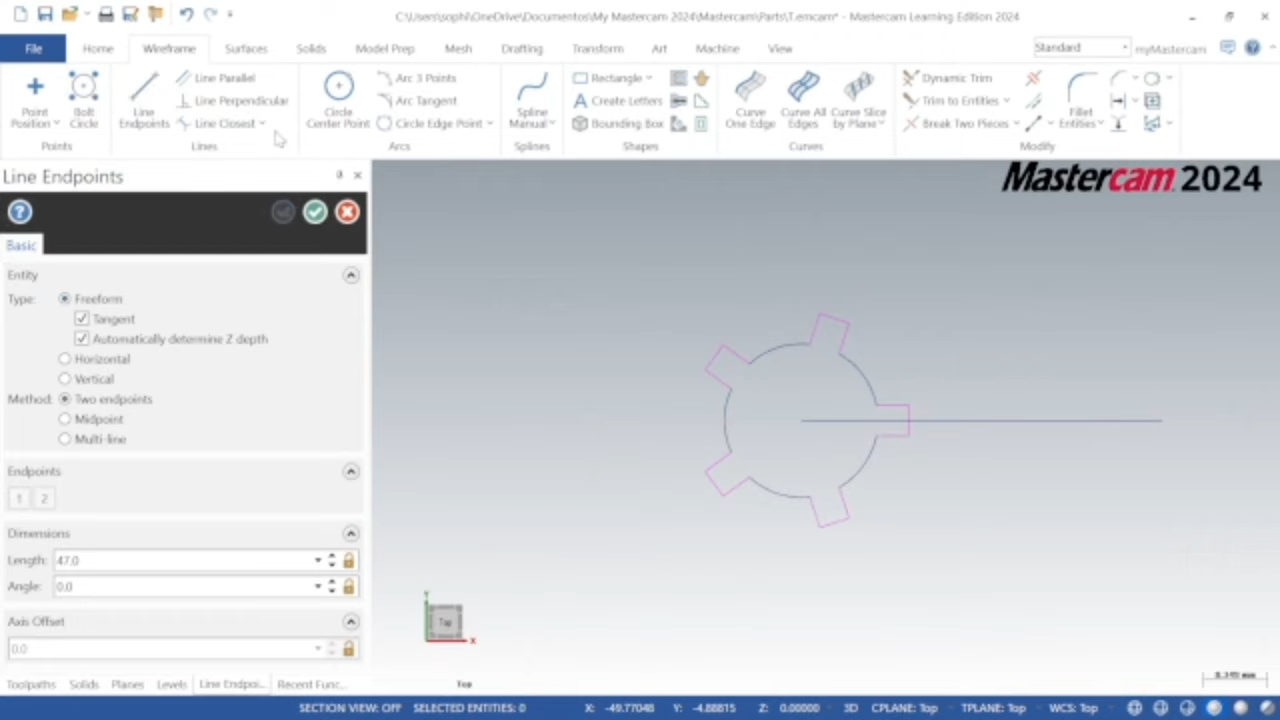 C:\Users\sophi\OneDrive\Documentos\My Mastercam 2024\Mastercam\Parts\T.emcam* - Mastercam Learning Edition 2024
File Home Wireframe Surfaces Solids Model Prep Mesh Drafting Transform Art Machine View Standard myMastercam
Point Position
Bolt Circle
Points
Line Endpoints
Line Parallel
Line Perpendicular
Line Closest
Lines
Circle Center Point
Arc 3 Points
Arc Tangent
Circle Edge Point
Arcs
Spline Manual
Splines
Rectangle
Create Letters
Bounding Box
Shapes
Curve One Edge
Curve All Edges
Curve Slice by Plane
Curves
Dynamic Trim
Trim to Entities
Break Two Pieces
Fillet Entities
Modify
Line Endpoints
Mastercam 2024
Basic
Entity
Type: Freeform
Tangent
Automatically determine Z depth
Horizontal
Vertical
Method: Two endpoints
Midpoint
Multi-line
Endpoints
1 2
Dimensions
Length: 47.0
Angle: 0.0
Axis Offset
0.0
Y
Top
X
Toolpaths Solids Planes Levels Line Endpoi... Recent Func...
Top
SECTION VIEW: OFF SELECTED ENTITIES: 0 X: -49.77048 Y: -4.88815 Z: 0.00000 3D CPLANE: Top TPLANE: Top WCS: Top